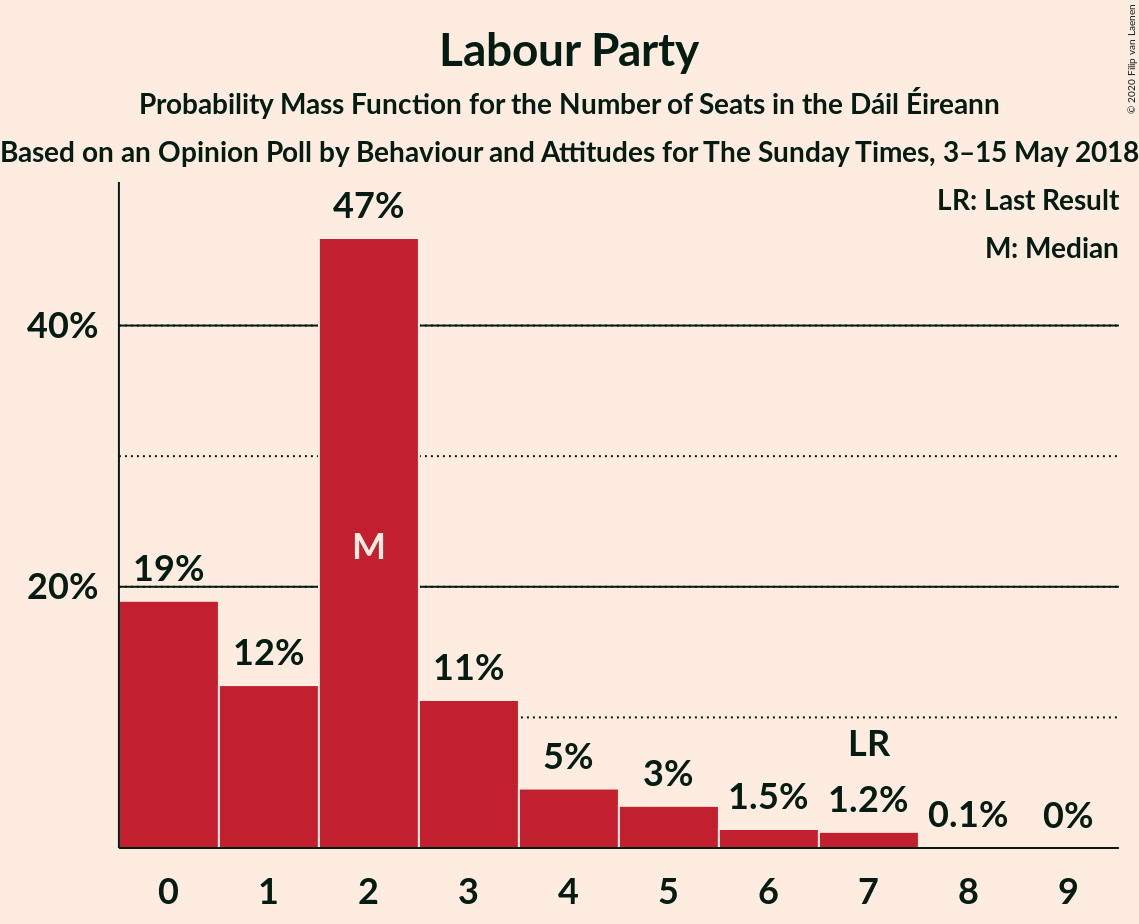 Labour Party
Probability Mass Function for the Number of Seats in the Dáil Éireann
Based on an Opinion Poll by Behaviour and Attitudes for The Sunday Times, 3–15 May 2018
© 2020 Filip van Laenen
LR: Last Result
M: Median
47%
40%
M
20%
19%
12%
11%
5%
3%
1.5%
LR
1.2%
0.1%
0%
0 1 2 3 4 5 6 7 8 9